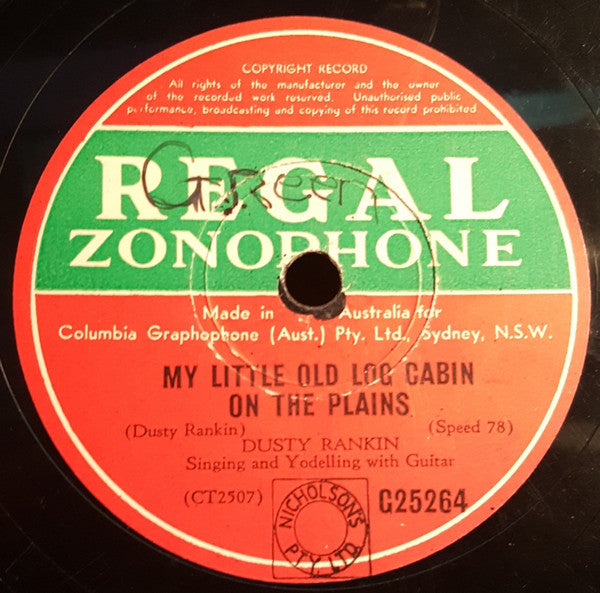 COPYRIGHT RECORD
All rights of the manufacturer and the owner
of the recorded work reserved. Unauthorised public
performance, broadcasting and copying of this record prohibited
REGAL
ZONOPHONE
Made in Australia for
Columbia Graphophone (Aust.) Pty. Ltd., Sydney, N.S.W.
MY LITTLE OLD LOG CABIN
ON THE PLAINS
(Dusty Rankin) (Speed 78)
DUSTY RANKIN
Singing and Yodelling with Guitar
(CT2507) G25264
NICHOLSON'S
PTY. LTD